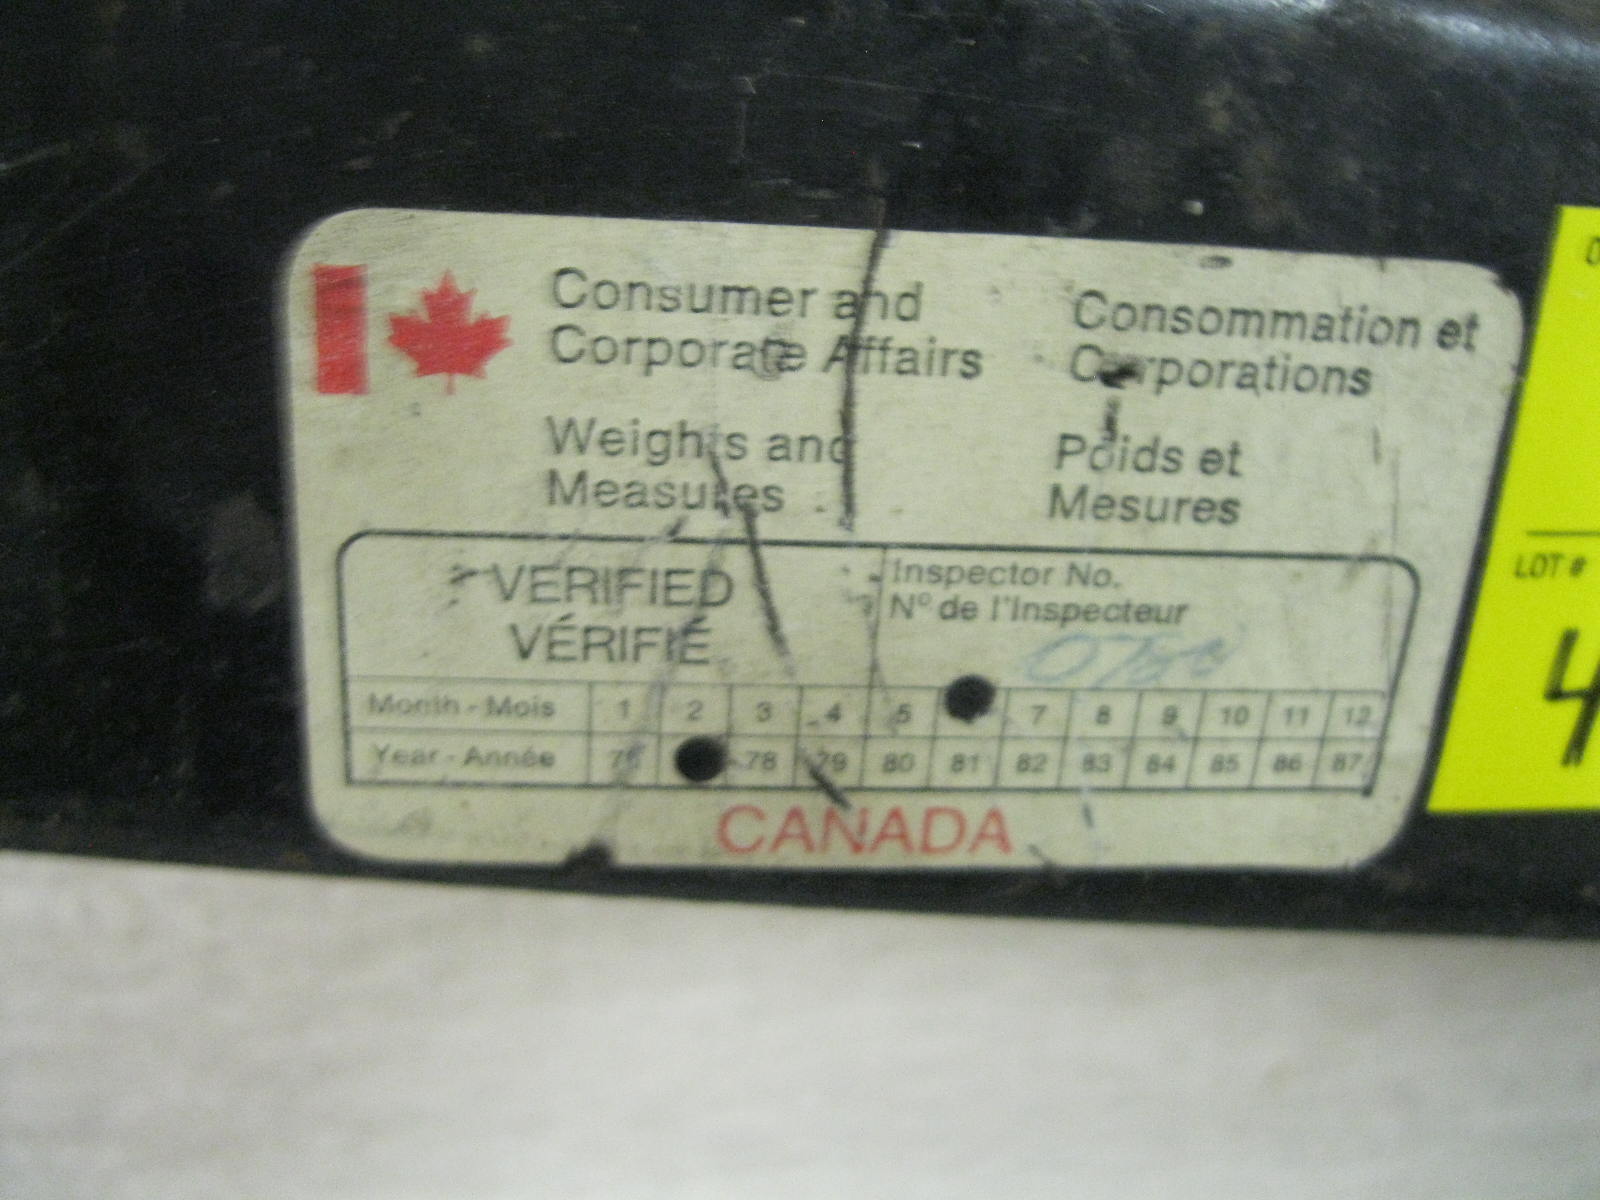 Consumer and
Corporate Affairs
Consommation et
Corporations
Weights and
Measures
Poids et
Mesures
VERIFIED
VÉRIFIÉ
Inspector No.
Nº de l'Inspecteur
Month - Mois 1 2 3 4 5 7 8 9 10 11 12
Year - Année 76 78 79 80 81 82 83 84 85 86 87
CANADA
LOT #
4